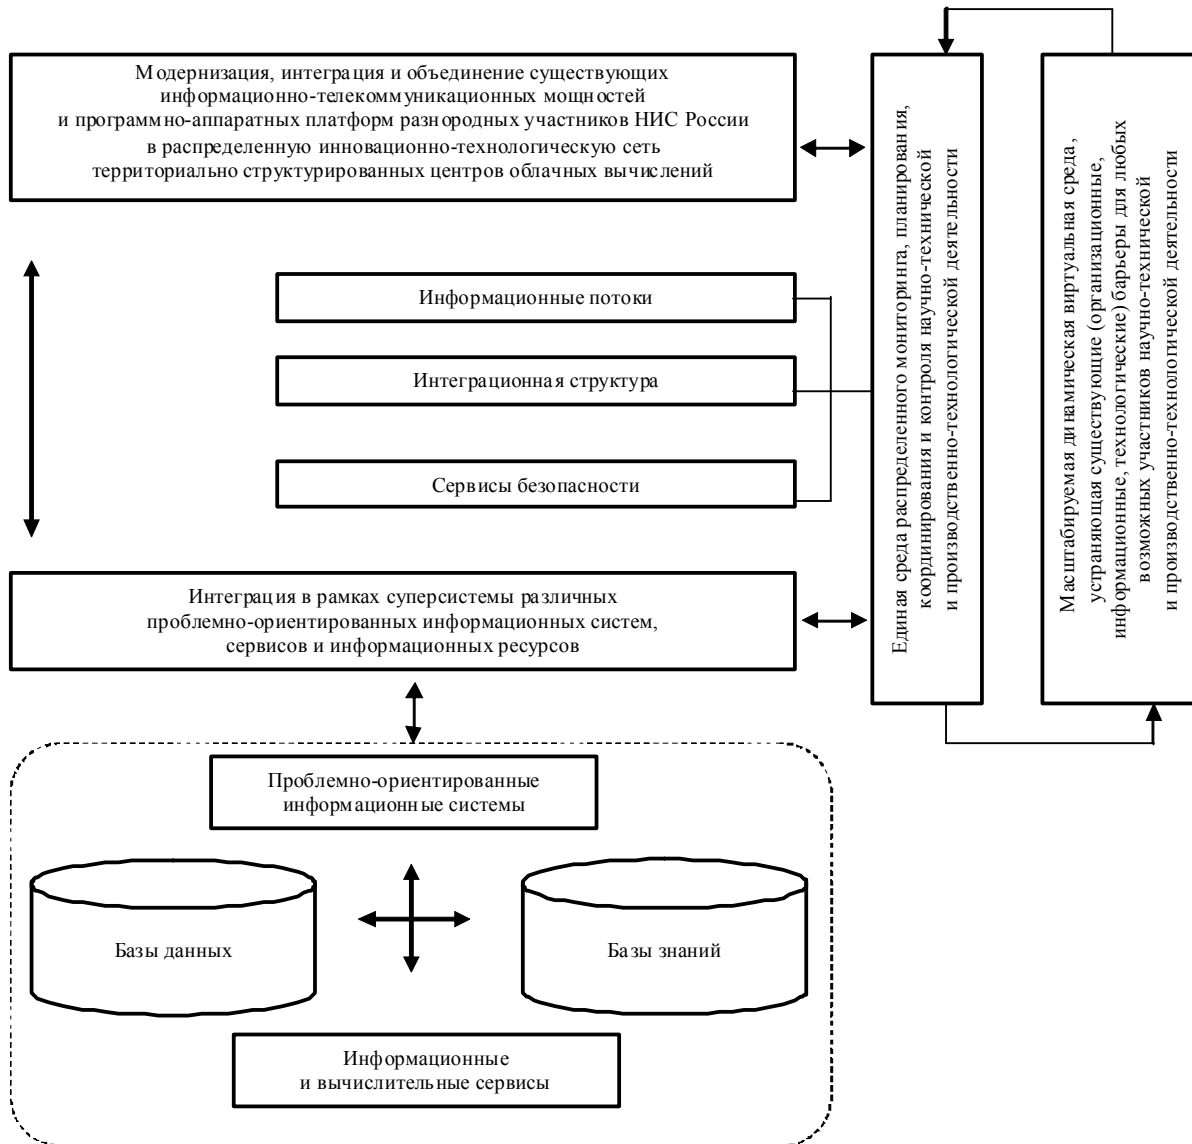 Модернизация, интеграция и объединение существующих
информационно-телекоммуникационных мощностей
и программно-аппаратных платформ разнородных участников НИС России
в распределенную инновационно-технологическую сеть
территориально структурированных центров облачных вычислений
Информационные потоки
Интеграционная структура
Сервисы безопасности
Интеграция в рамках суперсистемы различных
проблемно-ориентированных информационных систем,
сервисов и информационных ресурсов
Единая среда распределенного мониторинга, планирования,
координирования и контроля научно-технической
и производственно-технологической деятельности
Масштабируемая динамическая виртуальная среда,
устраняющая существующие (организационные,
информационные, технологические) барьеры для любых
возможных участников научно-технической
и производственно-технологической деятельности
Проблемно-ориентированные
информационные системы
Базы данных
Базы знаний
Информационные
и вычислительные сервисы